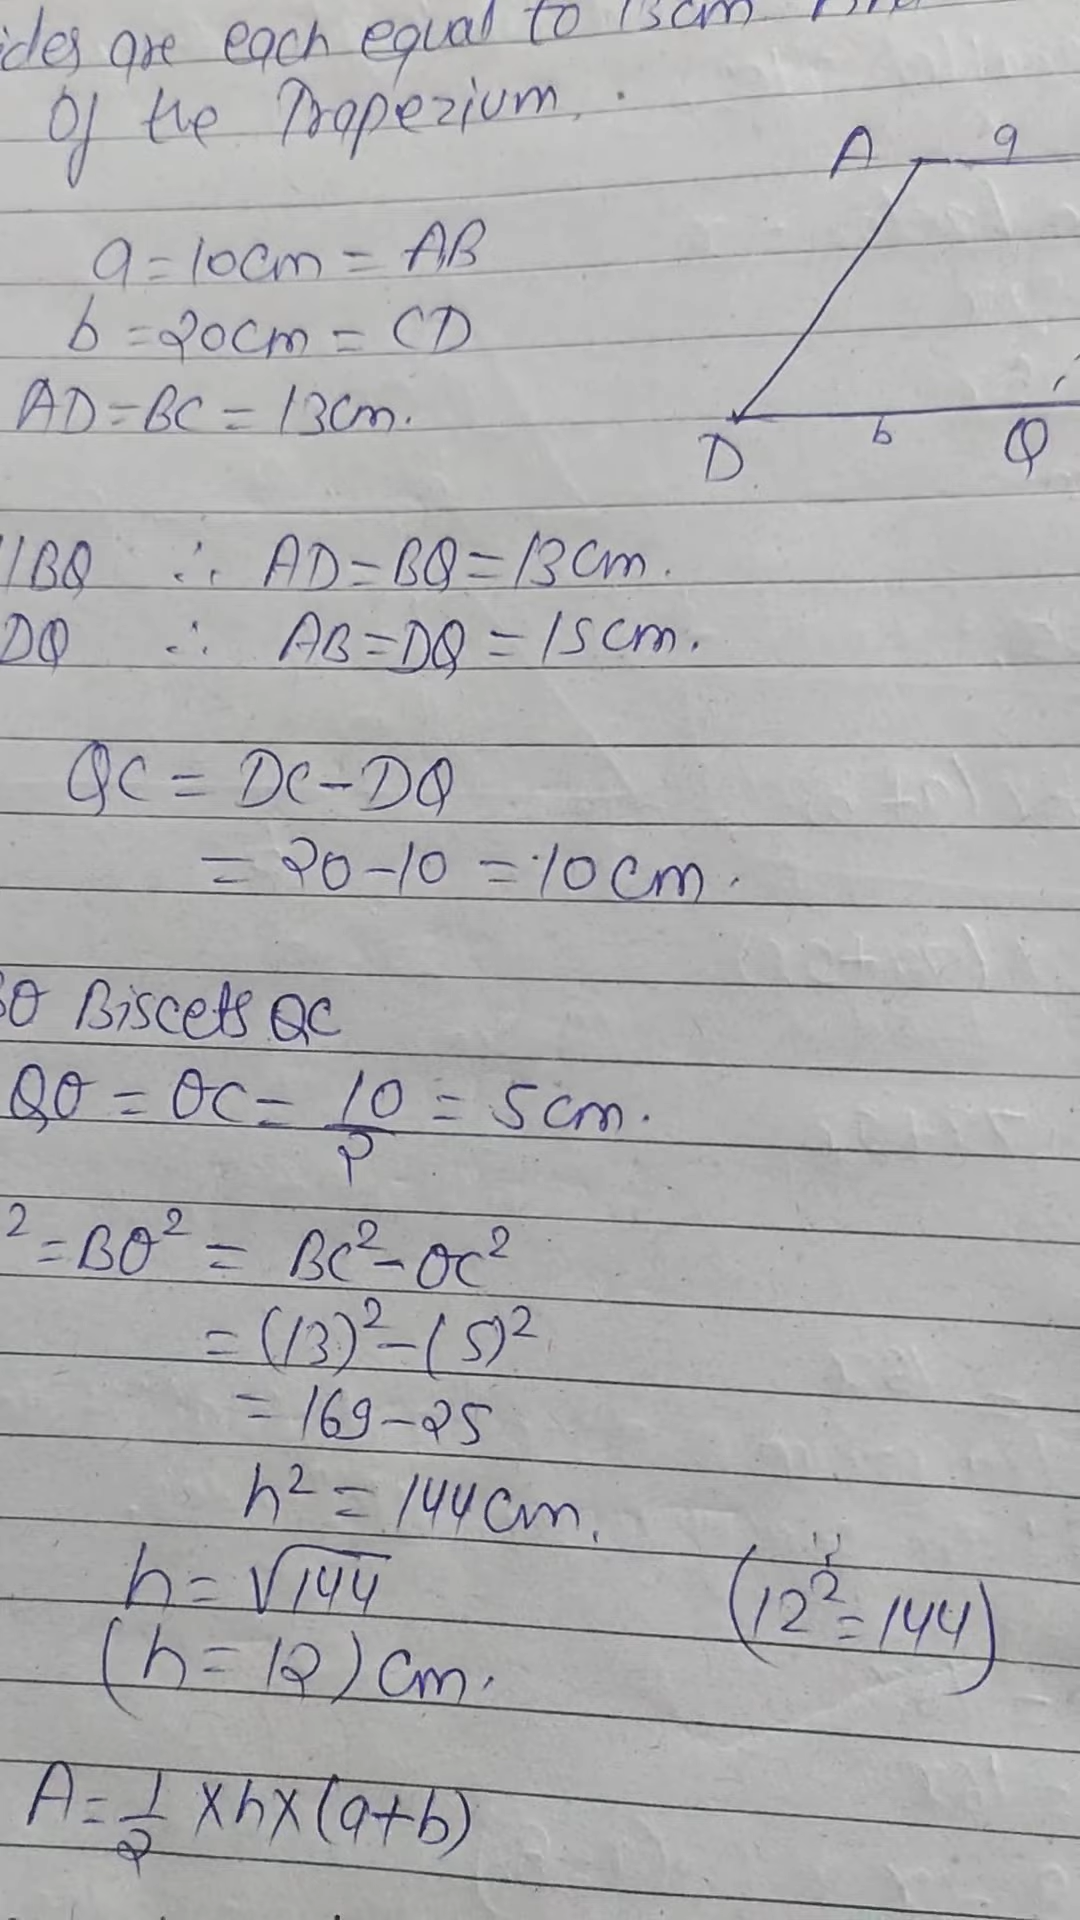 ides are each equal to 13cm
Of the Trapezium.
A a
a = 10cm = AB
b = 20cm = CD
AD = BC = 13cm.
D b Q
||BQ ∴ AD = BQ = 13cm.
DQ ∴ AB = DQ = 15cm.
QC = DC - DQ
= 20 - 10 = 10cm.
BO Biscets QC
QO = OC = 10/2 = 5cm.
² = BO² = BC² - OC²
= (13)² - (5)²
= 169 - 25
h² = 144cm.
h = √144 (12² = 144)
(h = 12) cm.
A = 1/2 × h × (a+b)